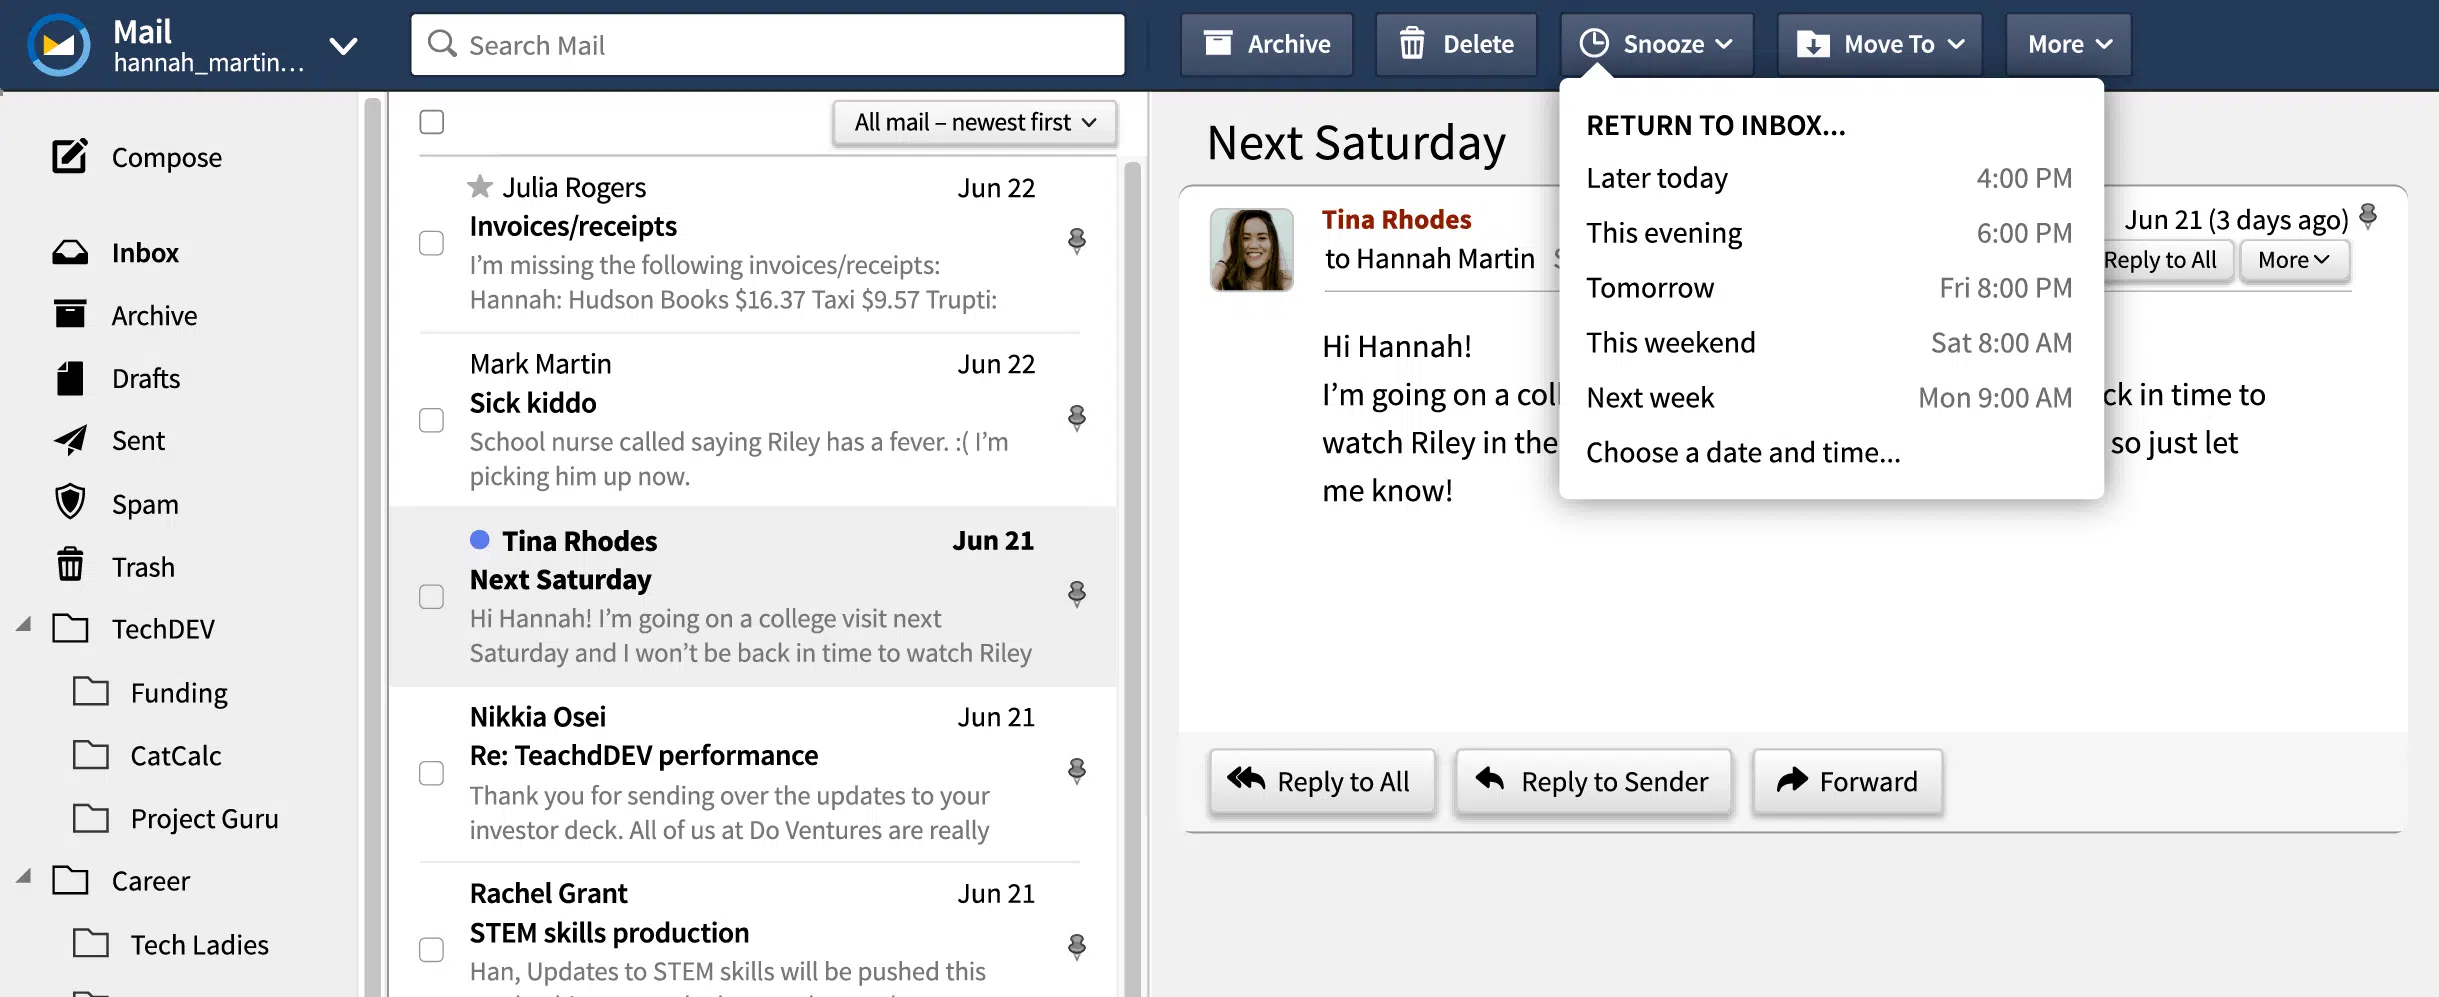 Mail
hannah_martin...
Search Mail
Archive
Delete
Snooze
Move To
More
Compose
Inbox
Archive
Drafts
Sent
Spam
Trash
TechDEV
Funding
CatCalc
Project Guru
Career
Tech Ladies
All mail – newest first
Julia Rogers Jun 22
Invoices/receipts
I’m missing the following invoices/receipts:
Hannah: Hudson Books $16.37 Taxi $9.57 Trupti:
Mark Martin Jun 22
Sick kiddo
School nurse called saying Riley has a fever. :( I’m
picking him up now.
Tina Rhodes Jun 21
Next Saturday
Hi Hannah! I’m going on a college visit next
Saturday and I won’t be back in time to watch Riley
Nikkia Osei Jun 21
Re: TeachdDEV performance
Thank you for sending over the updates to your
investor deck. All of us at Do Ventures are really
Rachel Grant Jun 21
STEM skills production
Han, Updates to STEM skills will be pushed this
Next Saturday
Tina Rhodes Jun 21 (3 days ago)
to Hannah Martin
Reply to All More
Hi Hannah!
I’m going on a col ck in time to
watch Riley in the so just let
me know!
RETURN TO INBOX...
Later today 4:00 PM
This evening 6:00 PM
Tomorrow Fri 8:00 PM
This weekend Sat 8:00 AM
Next week Mon 9:00 AM
Choose a date and time...
Reply to All
Reply to Sender
Forward